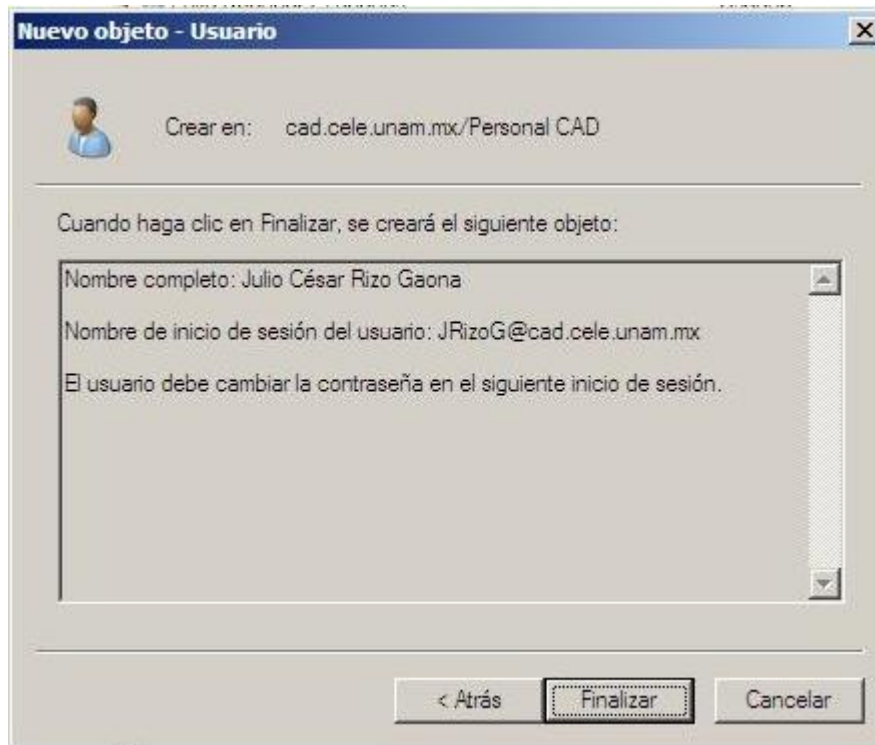 Nuevo objeto - Usuario
Crear en: cad.cele.unam.mx/Personal CAD
Cuando haga clic en Finalizar, se creará el siguiente objeto:
Nombre completo: Julio César Rizo Gaona
Nombre de inicio de sesión del usuario: JRizoG@cad.cele.unam.mx
El usuario debe cambiar la contraseña en el siguiente inicio de sesión.
< Atrás Finalizar Cancelar